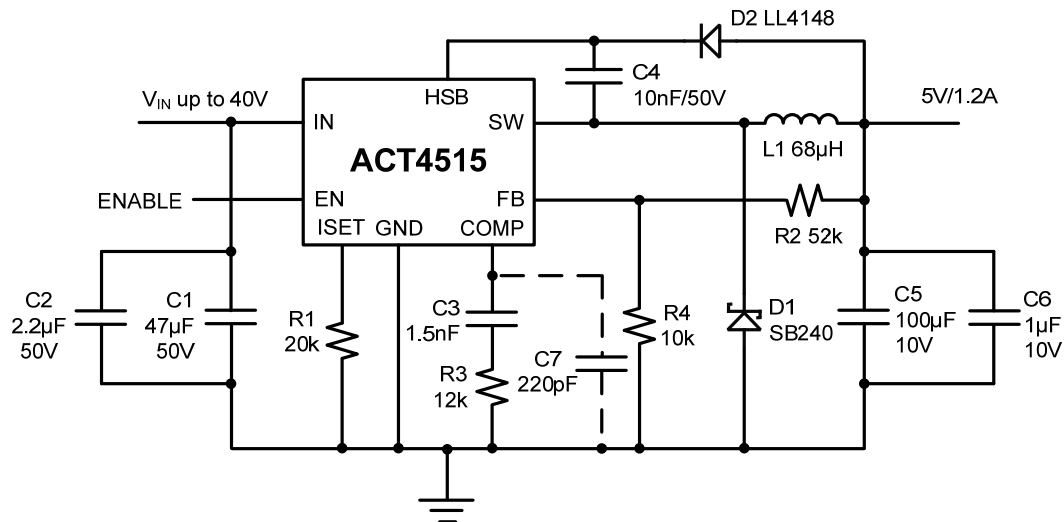 D2 LL4148
C4
10nF/50V
HSB
VIN up to 40V
IN
SW
5V/1.2A
L1 68µH
ACT4515
ENABLE
EN
FB
ISET
GND
COMP
R2 52k
C2
2.2µF
50V
C1
47µF
50V
R1
20k
C3
1.5nF
R3
12k
C7
220pF
R4
10k
D1
SB240
C5
100µF
10V
C6
1µF
10V